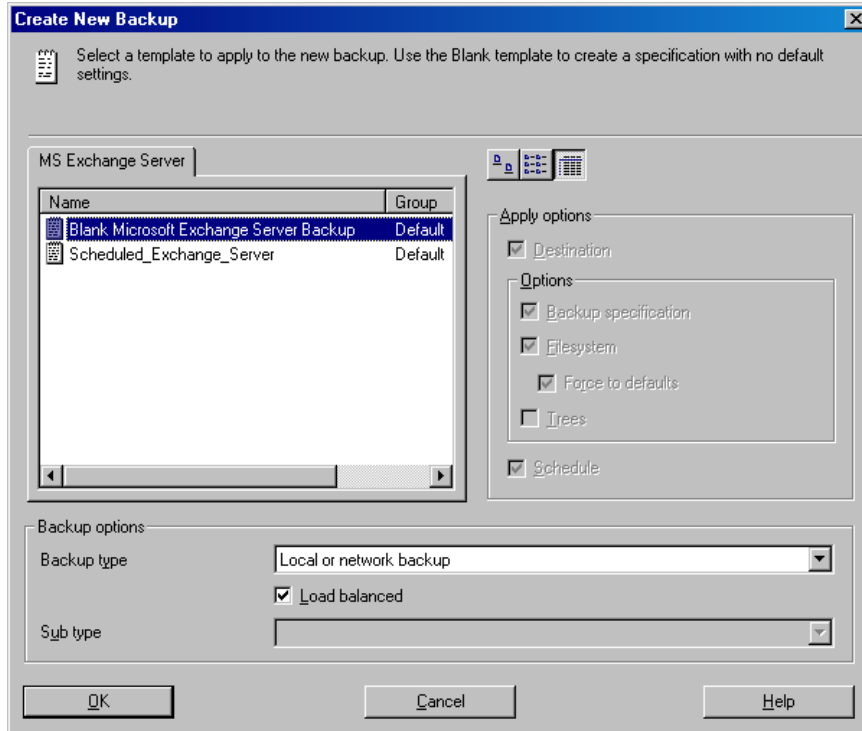 Create New Backup
Select a template to apply to the new backup. Use the Blank template to create a specification with no default
settings.
MS Exchange Server
Name Group
Blank Microsoft Exchange Server Backup Default
Scheduled_Exchange_Server Default
Apply options
Destination
Options
Backup specification
Filesystem
Force to defaults
Trees
Schedule
Backup options
Backup type Local or network backup
Load balanced
Sub type
OK Cancel Help